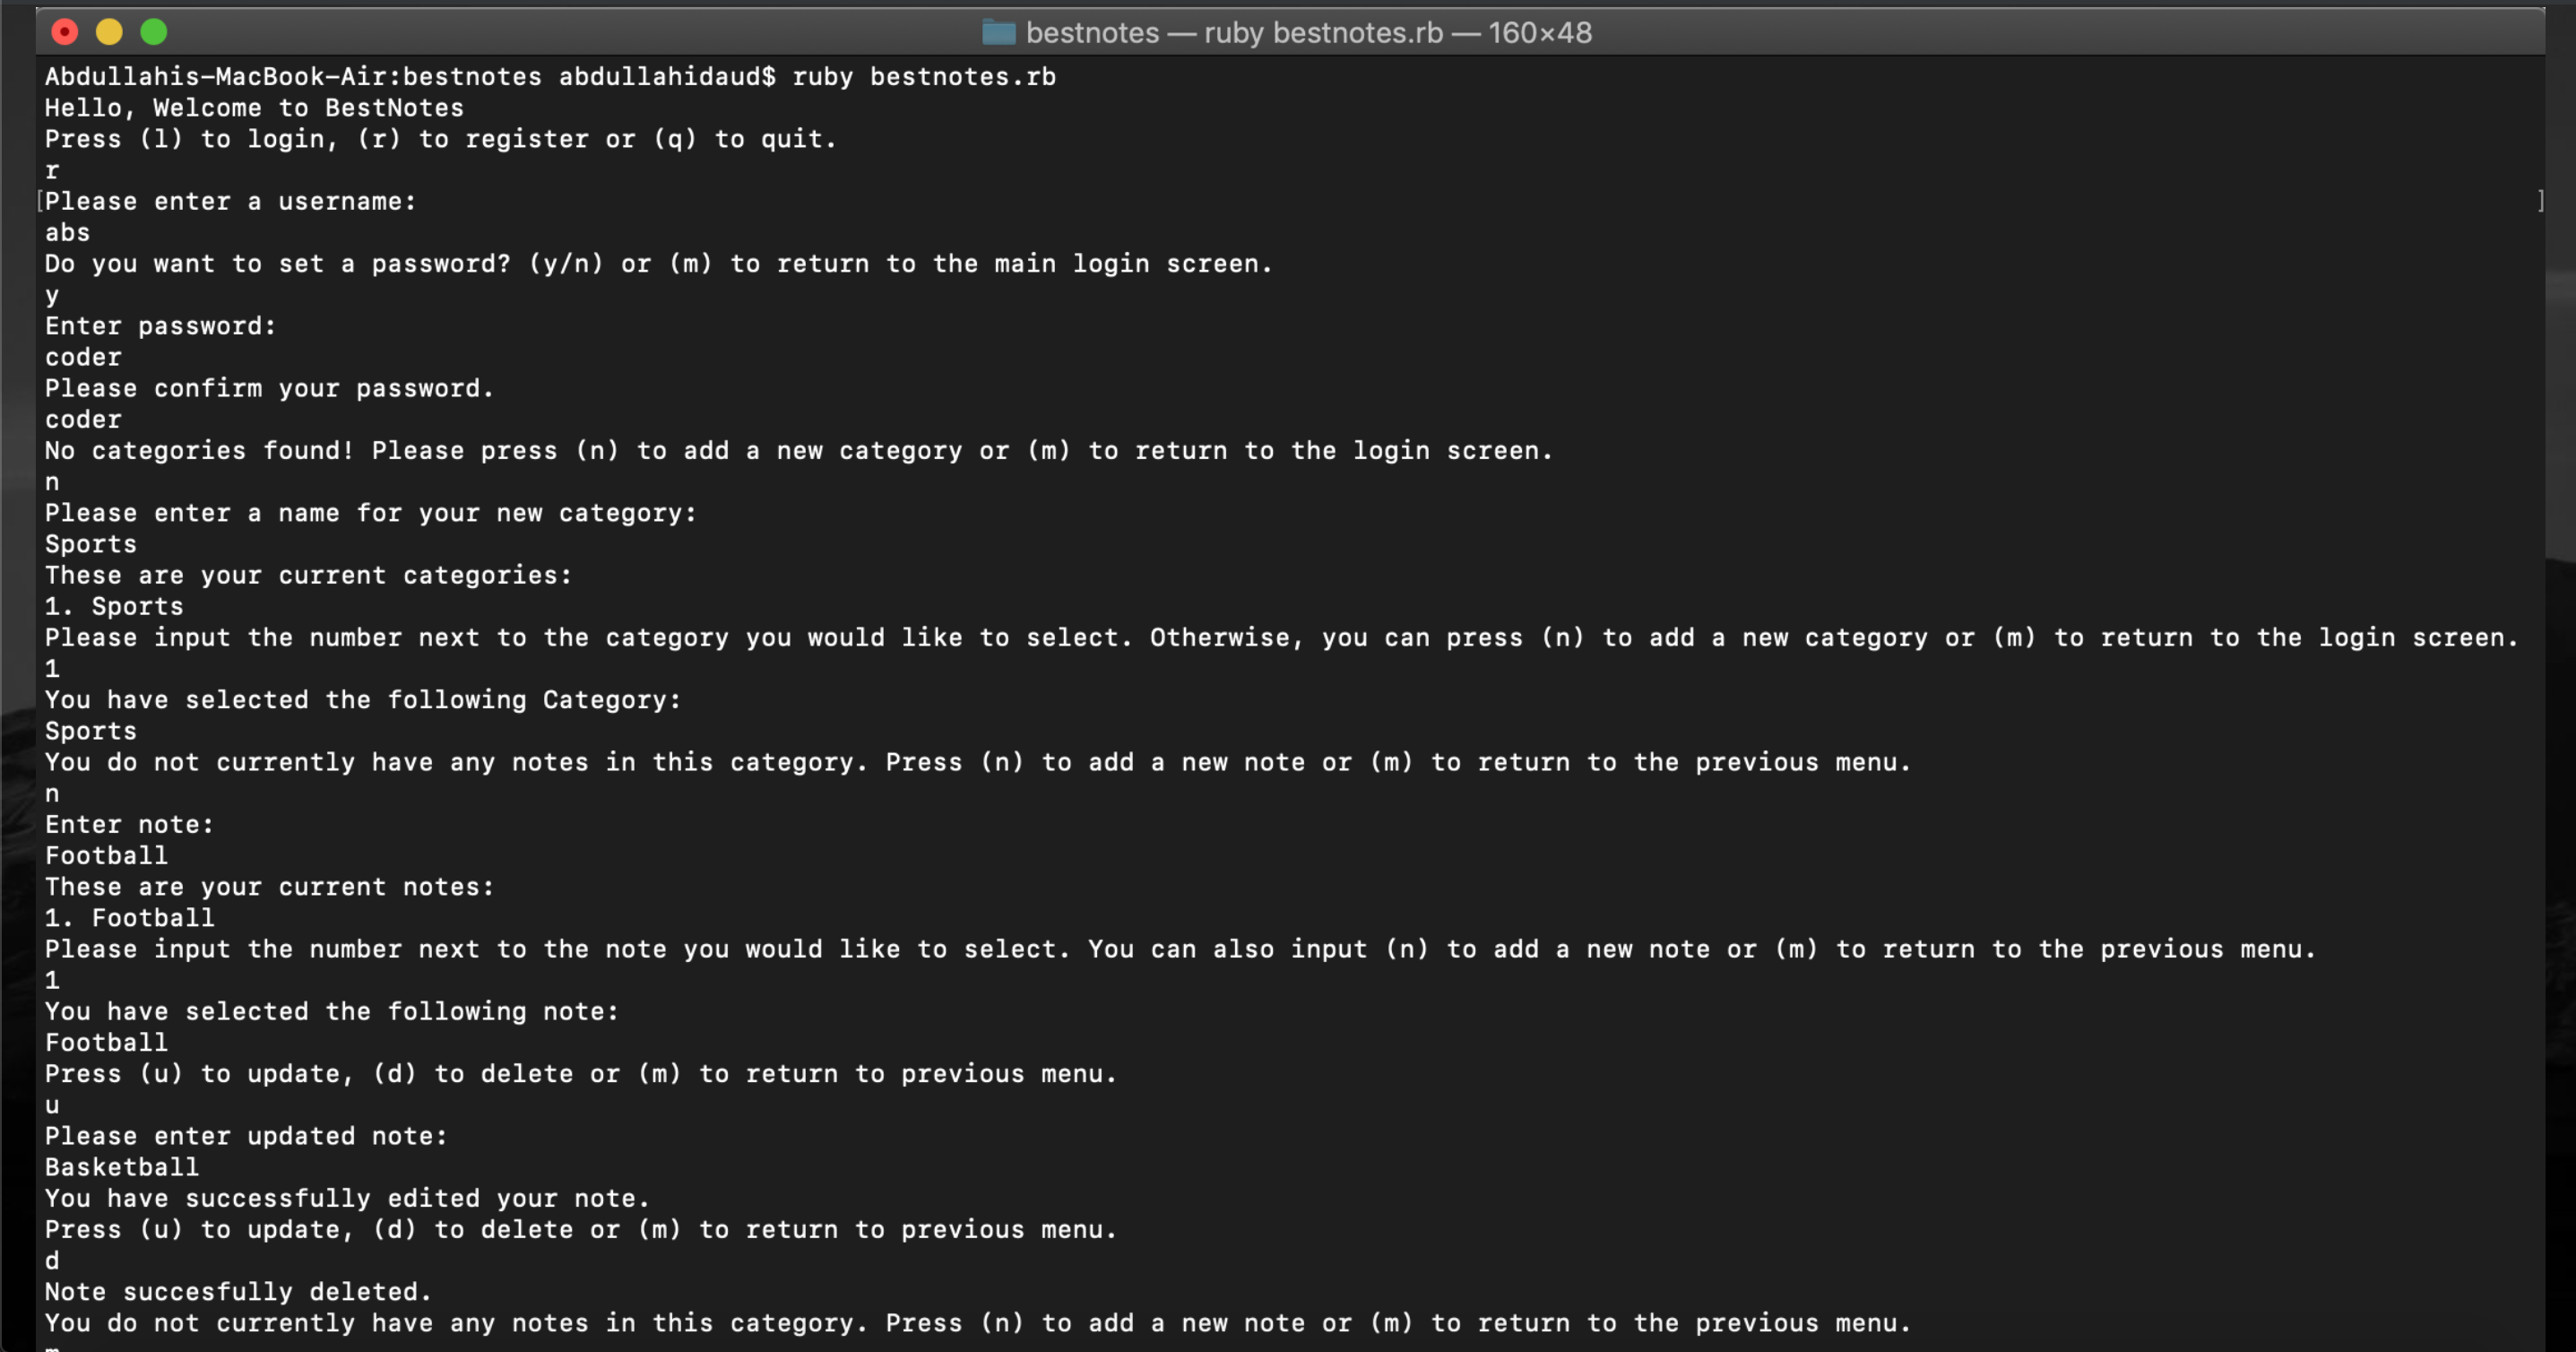 bestnotes — ruby bestnotes.rb — 160×48
Abdullahis-MacBook-Air:bestnotes abdullahidaud$ ruby bestnotes.rb
Hello, Welcome to BestNotes
Press (l) to login, (r) to register or (q) to quit.
r
[Please enter a username: ]
abs
Do you want to set a password? (y/n) or (m) to return to the main login screen.
y
Enter password:
coder
Please confirm your password.
coder
No categories found! Please press (n) to add a new category or (m) to return to the login screen.
n
Please enter a name for your new category:
Sports
These are your current categories:
1. Sports
Please input the number next to the category you would like to select. Otherwise, you can press (n) to add a new category or (m) to return to the login screen.
1
You have selected the following Category:
Sports
You do not currently have any notes in this category. Press (n) to add a new note or (m) to return to the previous menu.
n
Enter note:
Football
These are your current notes:
1. Football
Please input the number next to the note you would like to select. You can also input (n) to add a new note or (m) to return to the previous menu.
1
You have selected the following note:
Football
Press (u) to update, (d) to delete or (m) to return to previous menu.
u
Please enter updated note:
Basketball
You have successfully edited your note.
Press (u) to update, (d) to delete or (m) to return to previous menu.
d
Note succesfully deleted.
You do not currently have any notes in this category. Press (n) to add a new note or (m) to return to the previous menu.